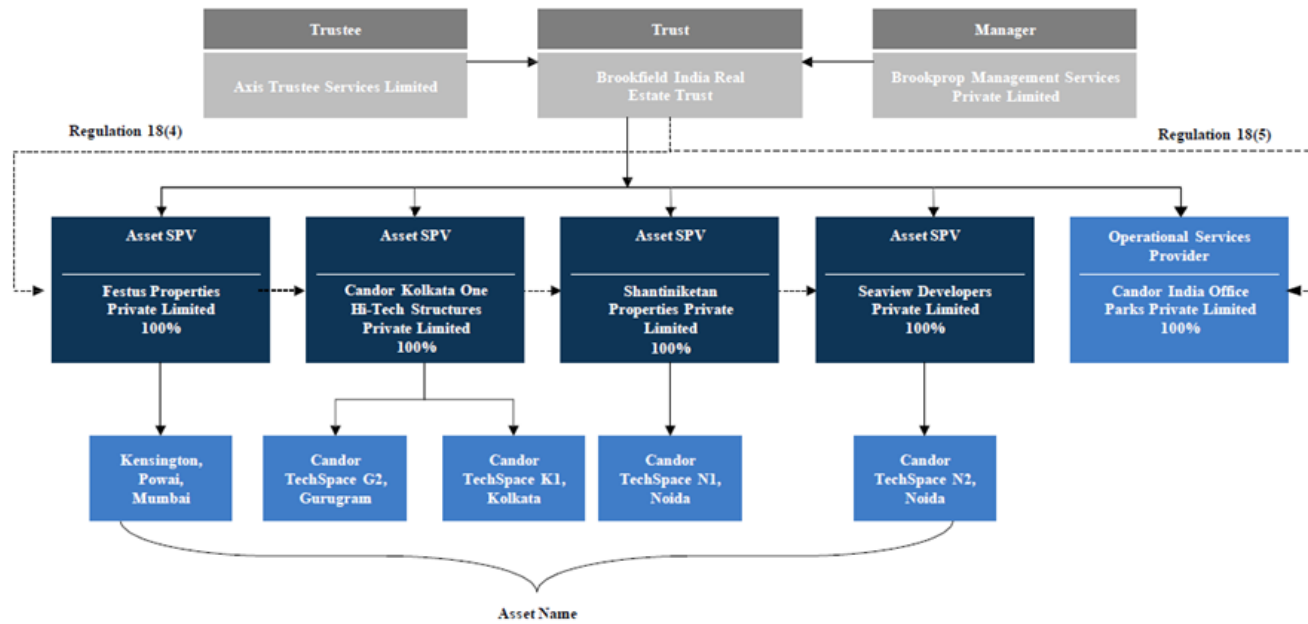 Trustee
Axis Trustee Services Limited
Trust
Brookfield India Real
Estate Trust
Manager
Brookprop Management Services
Private Limited
Regulation 18(4)
Regulation 18(5)
Asset SPV
Festus Properties
Private Limited
100%
Asset SPV
Candor Kolkata One
Hi-Tech Structures
Private Limited
100%
Asset SPV
Shantiniketan
Properties Private
Limited
100%
Asset SPV
Seaview Developers
Private Limited
100%
Operational Services
Provider
Candor India Office
Parks Private Limited
100%
Kensington,
Powai,
Mumbai
Candor
TechSpace G2,
Gurugram
Candor
TechSpace K1,
Kolkata
Candor
TechSpace N1,
Noida
Candor
TechSpace N2,
Noida
Asset Name